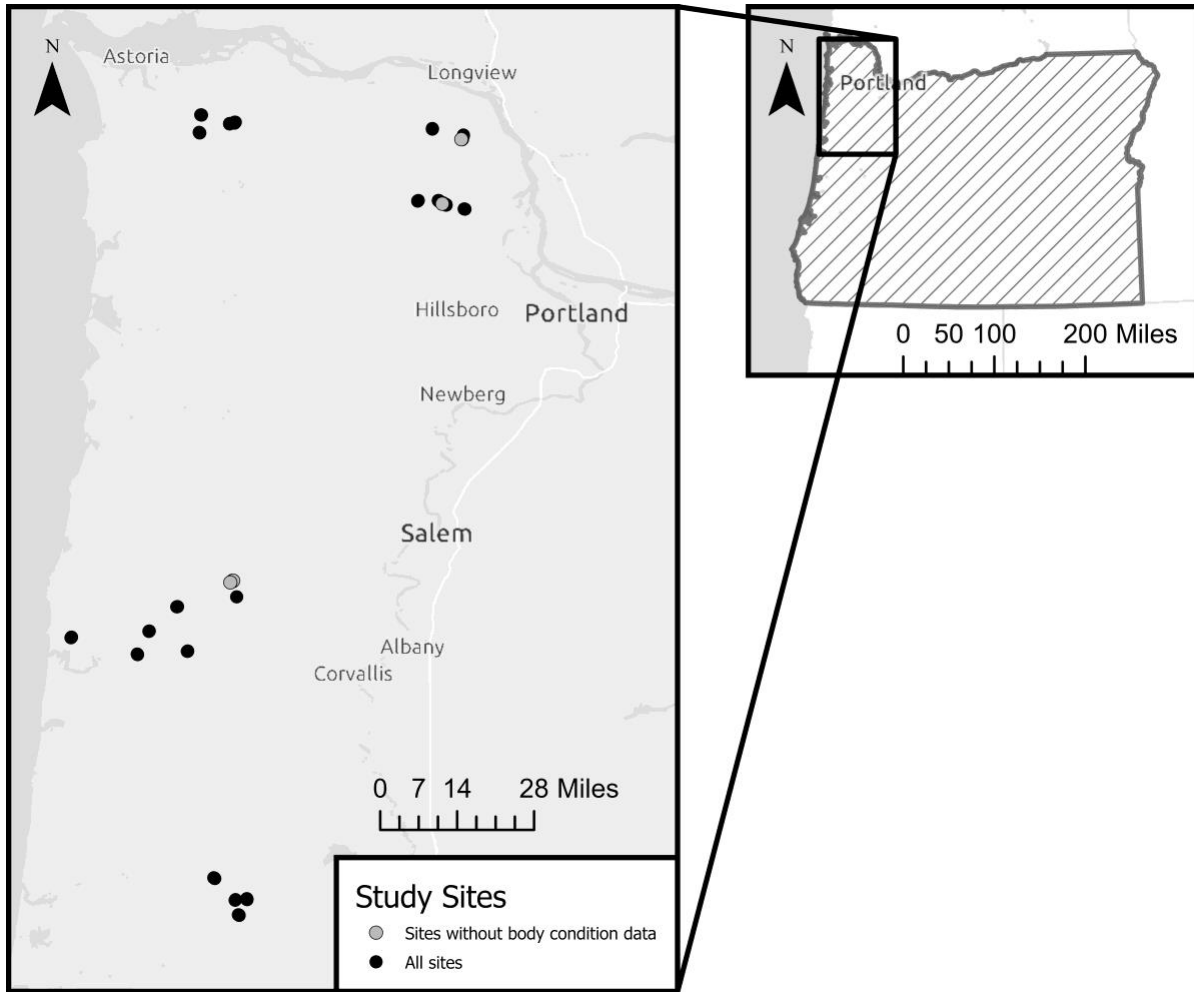 N
Astoria
Longview
Hillsboro
Portland
Newberg
Salem
Albany
Corvallis
0 7 14 28 Miles
Study Sites
Sites without body condition data
All sites
N
Portland
0 50 100 200 Miles